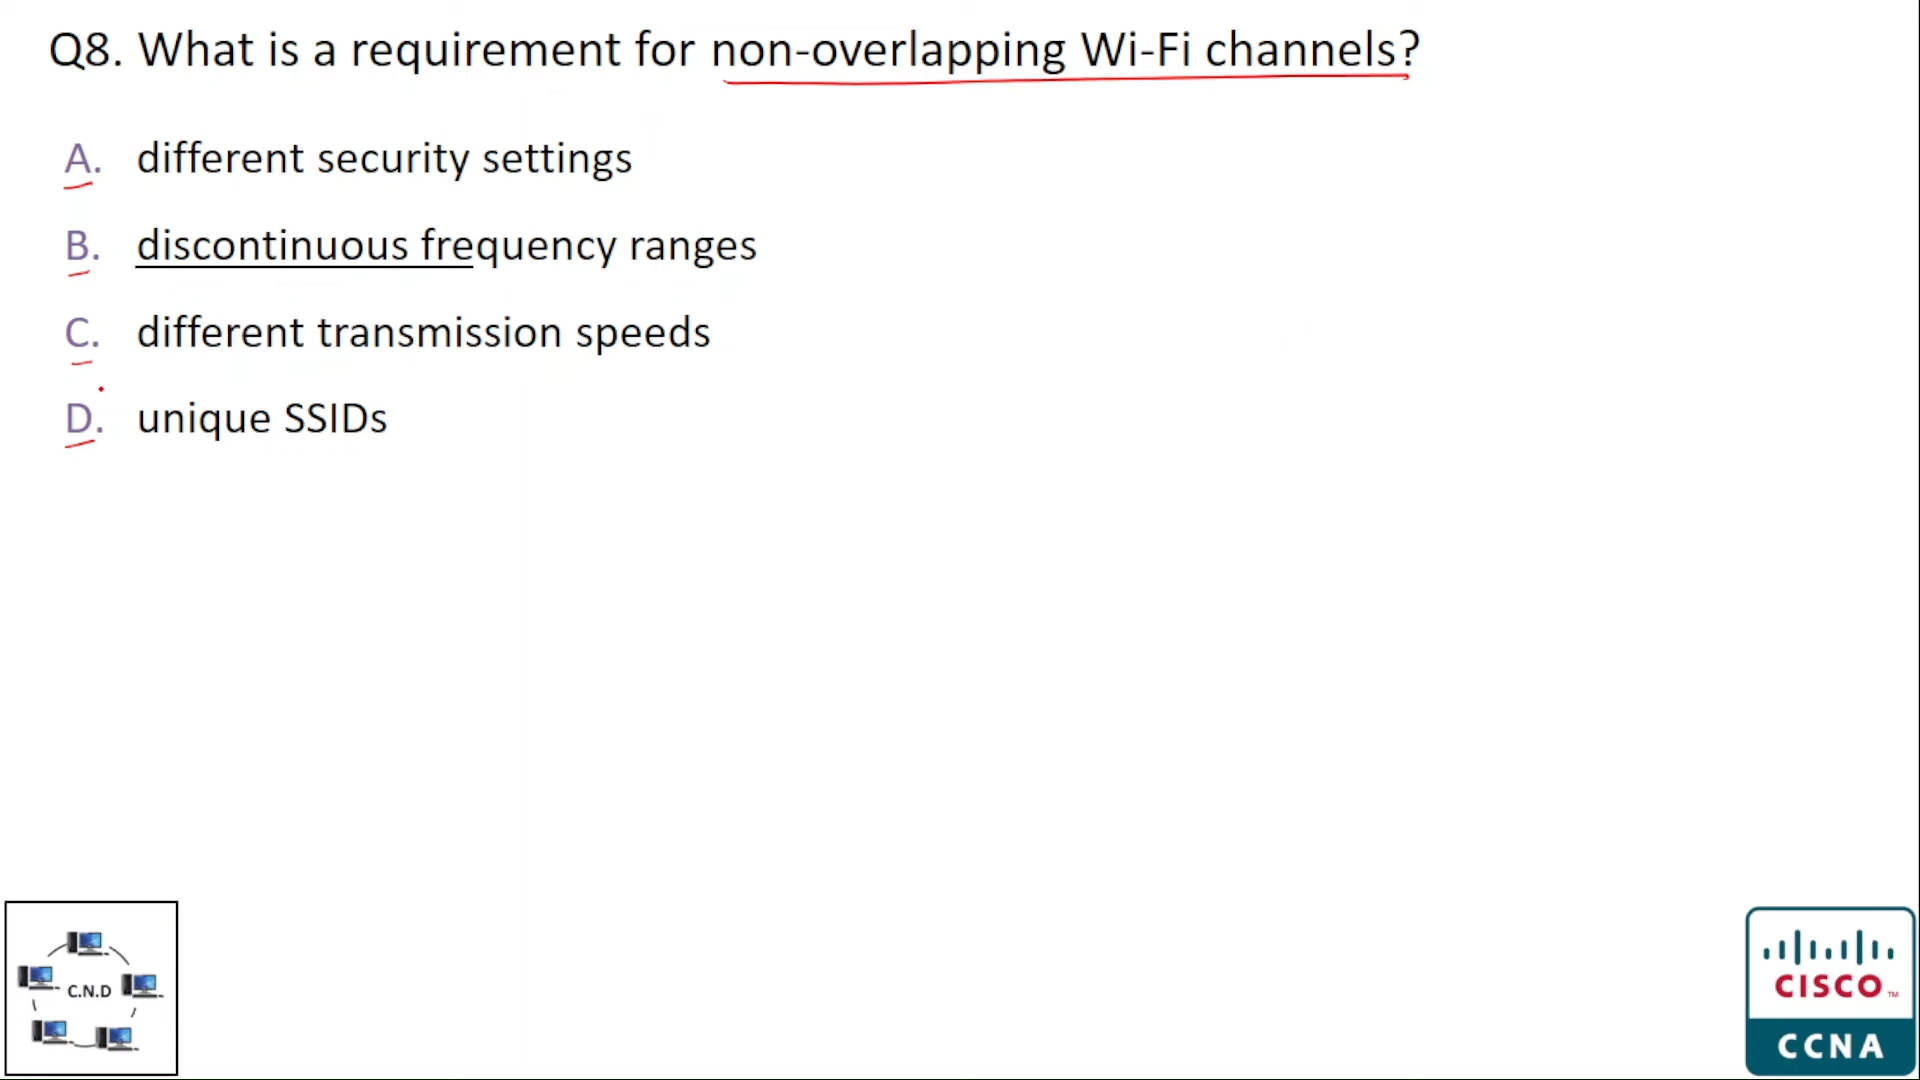 Q8. What is a requirement for non-overlapping Wi-Fi channels?
A. different security settings
B. discontinuous frequency ranges
C. different transmission speeds
D. unique SSIDs
C.N.D
CISCO™
CCNA